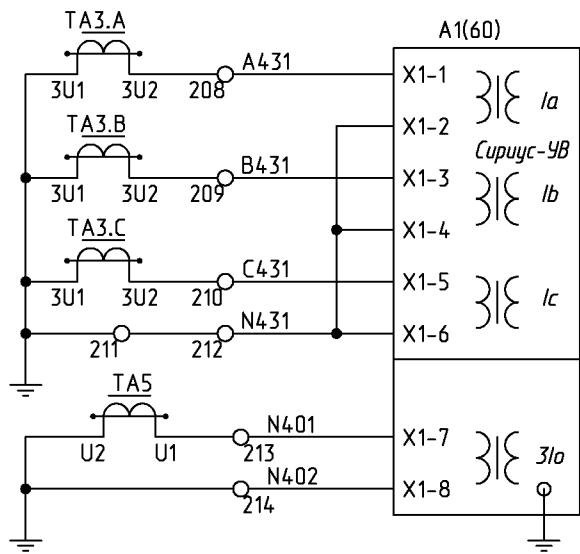 TA3.A
A1(60)
A431
3U1 3U2 208 X1-1
Ia
TA3.B
X1-2
Сириус-УВ
B431
3U1 3U2 209 X1-3
Ib
TA3.C
X1-4
C431
3U1 3U2 210 X1-5
Ic
N431
211 212 X1-6
TA5
N401
U2 U1 213 X1-7
3Io
N402
214 X1-8